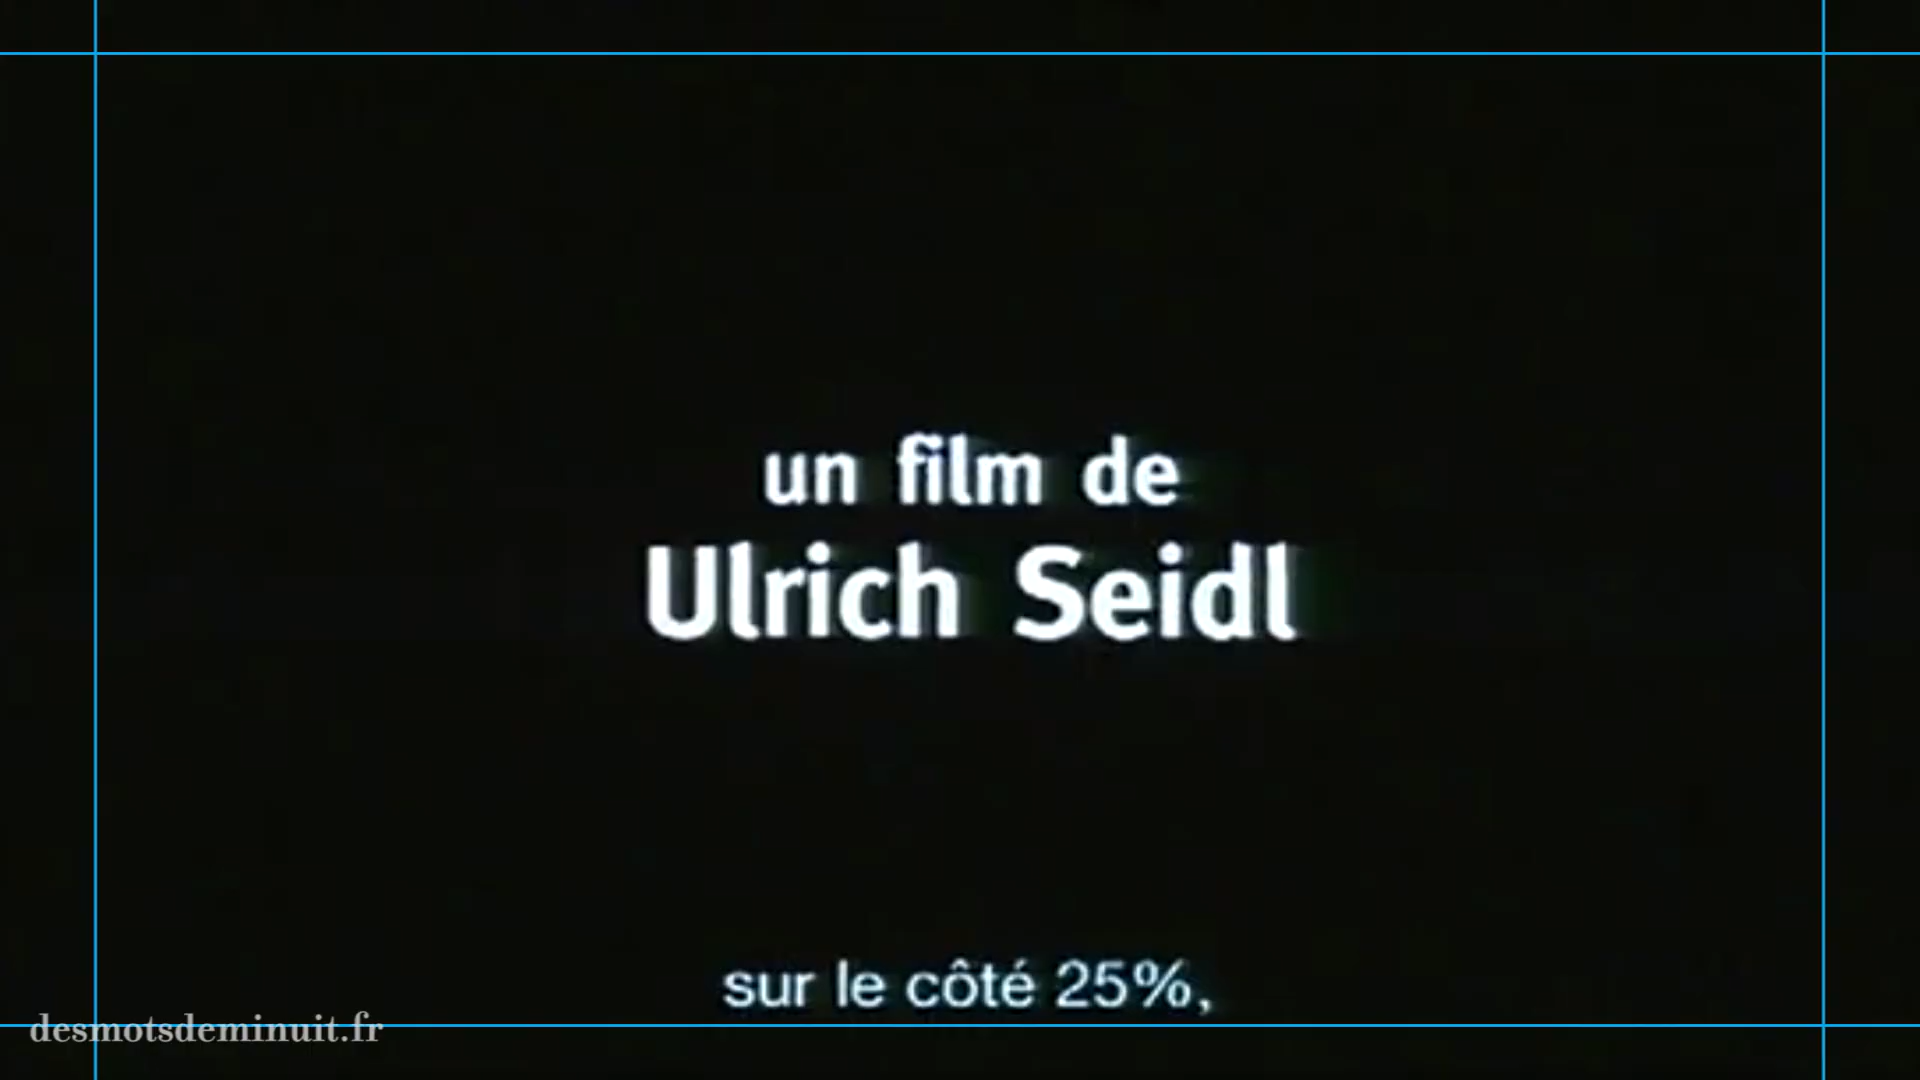 un film de
Ulrich Seidl
sur le côté 25%,
desmotsdeminuit.fr